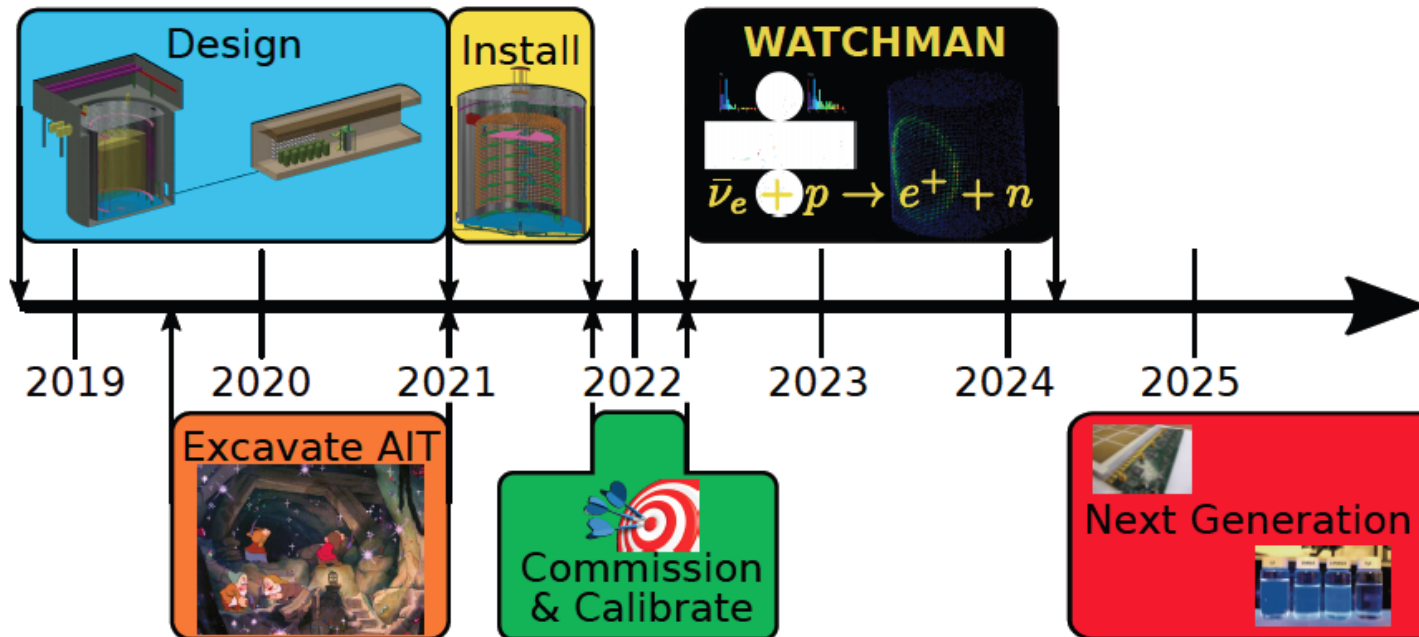 Design
Install
WATCHMAN
ν̄ₑ + p → e⁺ + n
2019 2020 2021 2022 2023 2024 2025
Excavate AIT
Commission
& Calibrate
Next Generation